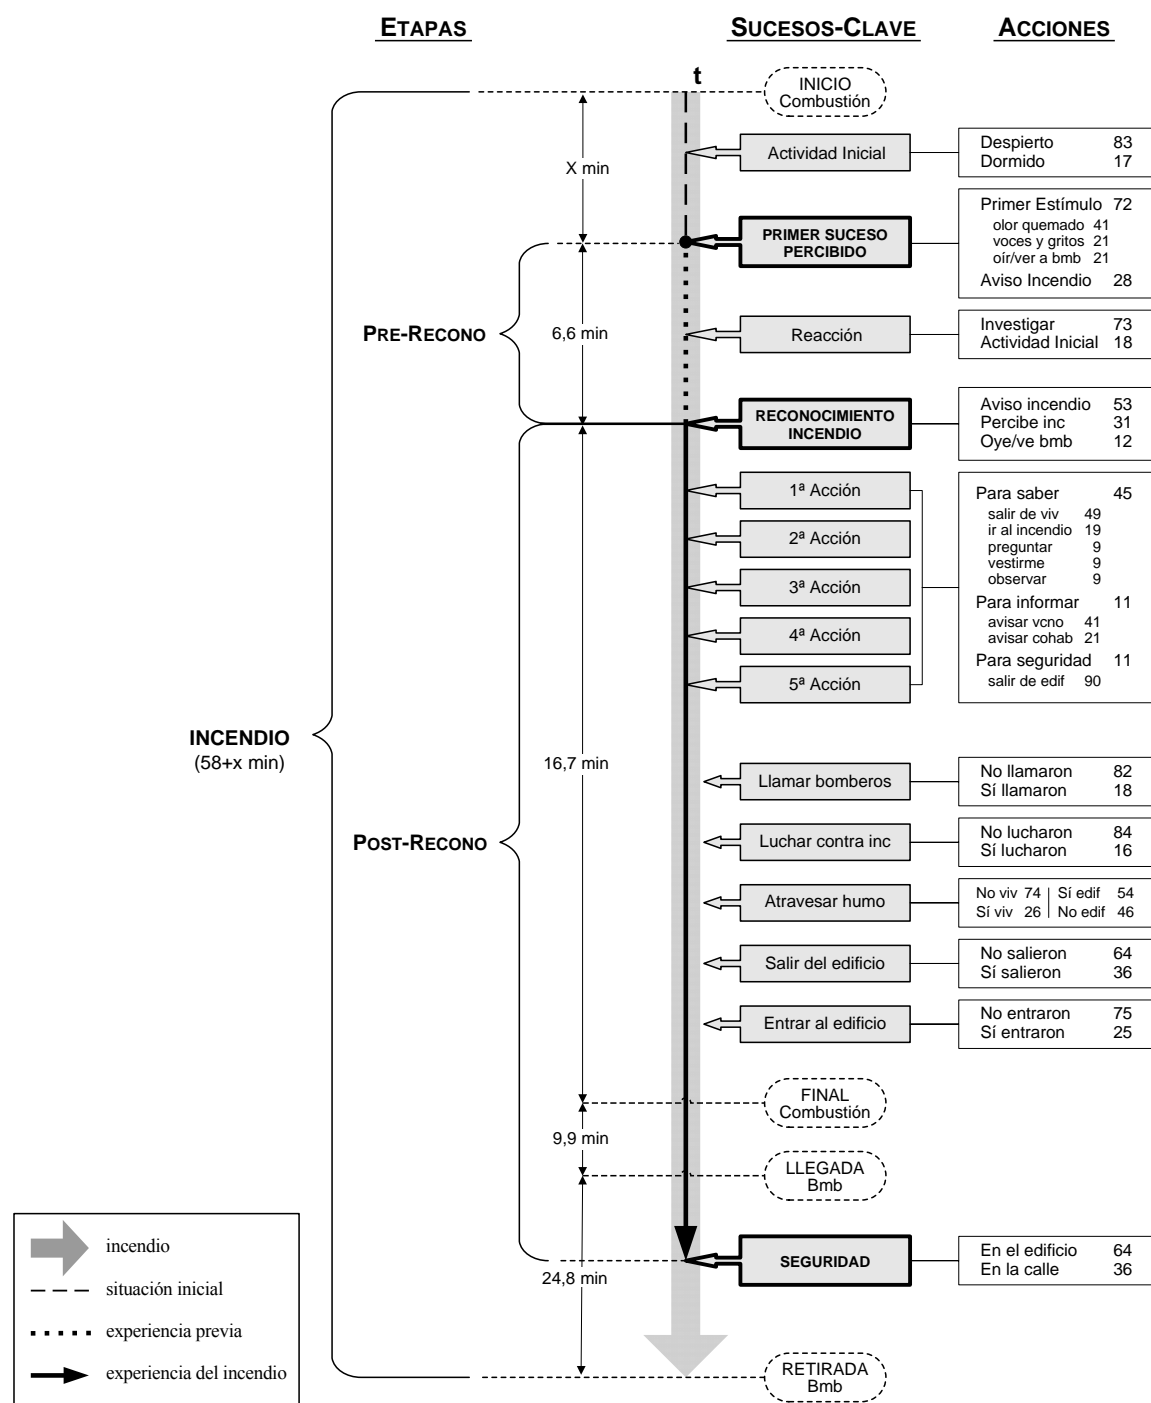 ETAPAS
SUCESOS-CLAVE
ACCIONES
t
INICIO
Combustión
X min
Actividad Inicial
Despierto 83
Dormido 17
PRIMER SUCESO
PERCIBIDO
Primer Estímulo 72
olor quemado 41
voces y gritos 21
oír/ver a bmb 21
Aviso Incendio 28
PRE-RECONO
6,6 min
Reacción
Investigar 73
Actividad Inicial 18
RECONOCIMIENTO
INCENDIO
Aviso incendio 53
Percibe inc 31
Oye/ve bmb 12
1ª Acción
2ª Acción
3ª Acción
4ª Acción
5ª Acción
Para saber 45
salir de viv 49
ir al incendio 19
preguntar 9
vestirme 9
observar 9
Para informar 11
avisar vcno 41
avisar cohab 21
Para seguridad 11
salir de edif 90
INCENDIO
(58+x min)
16,7 min
Llamar bomberos
No llamaron 82
Sí llamaron 18
POST-RECONO
Luchar contra inc
No lucharon 84
Sí lucharon 16
Atravesar humo
No viv 74 | Sí edif 54
Sí viv 26 | No edif 46
Salir del edificio
No salieron 64
Sí salieron 36
Entrar al edificio
No entraron 75
Sí entraron 25
FINAL
Combustión
9,9 min
LLEGADA
Bmb
SEGURIDAD
En el edificio 64
En la calle 36
24,8 min
RETIRADA
Bmb
incendio
situación inicial
experiencia previa
experiencia del incendio